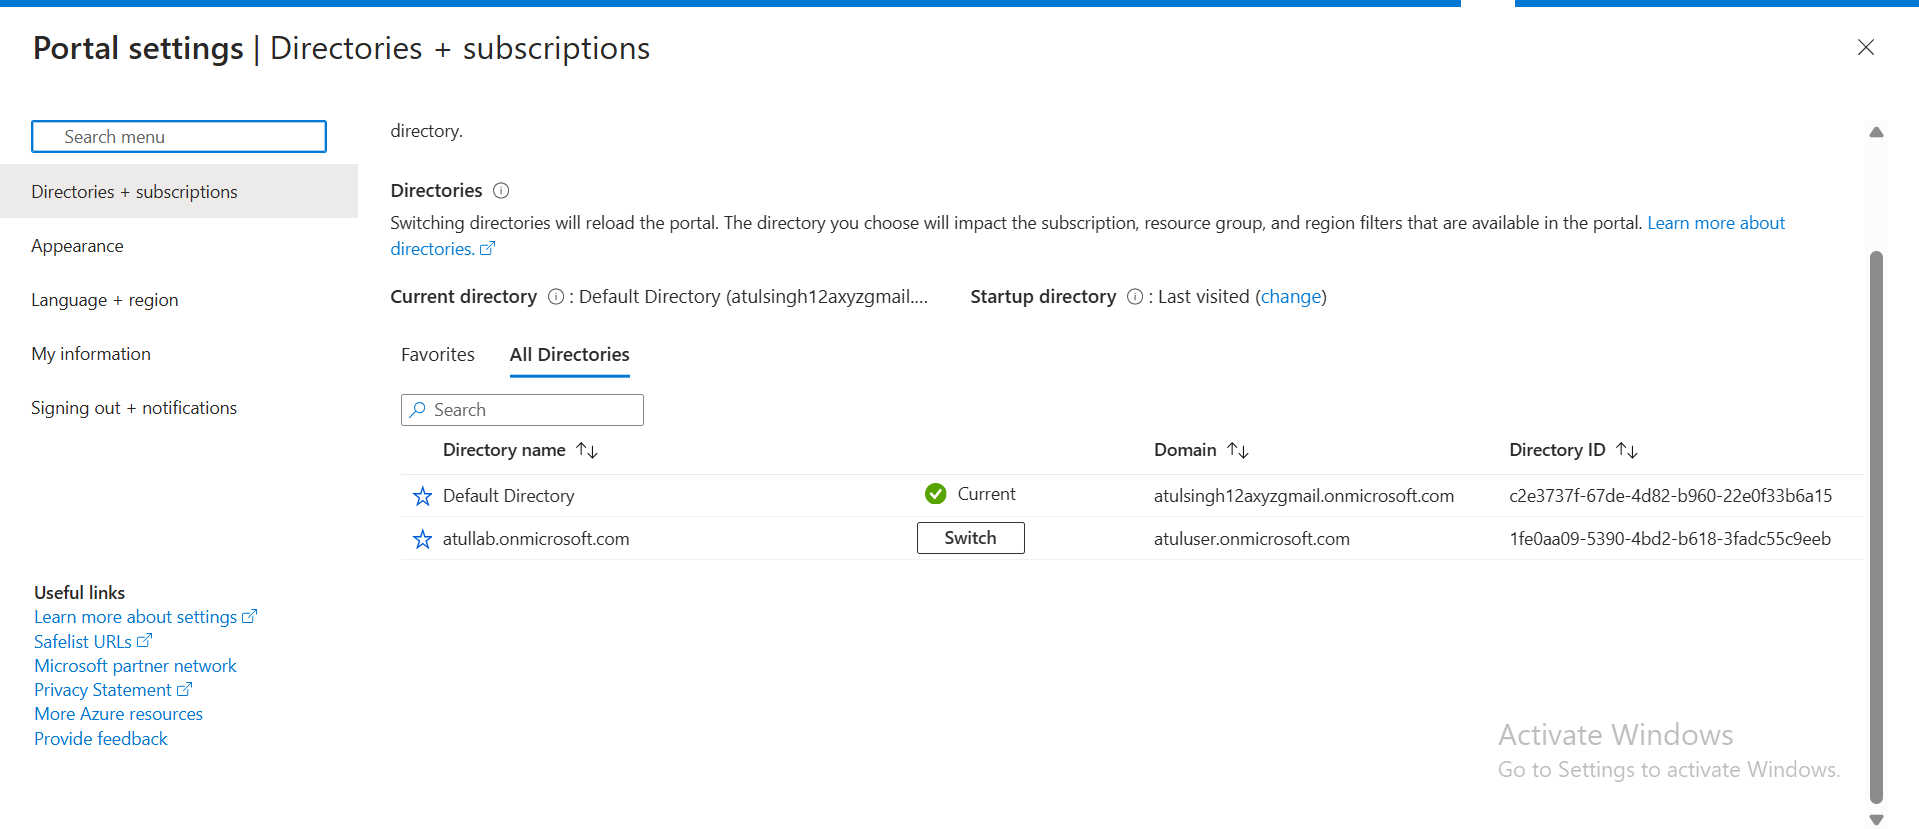 Portal settings | Directories + subscriptions
Search menu
Directories + subscriptions
Appearance
Language + region
My information
Signing out + notifications
Useful links
Learn more about settings
Safelist URLs
Microsoft partner network
Privacy Statement
More Azure resources
Provide feedback
directory.
Directories
Switching directories will reload the portal. The directory you choose will impact the subscription, resource group, and region filters that are available in the portal. Learn more about
directories.
Current directory : Default Directory (atulsingh12axyzgmail.... Startup directory : Last visited (change)
Favorites All Directories
Search
Directory name Domain Directory ID
Default Directory Current atulsingh12axyzgmail.onmicrosoft.com c2e3737f-67de-4d82-b960-22e0f33b6a15
atullab.onmicrosoft.com Switch atuluser.onmicrosoft.com 1fe0aa09-5390-4bd2-b618-3fadc55c9eeb
Activate Windows
Go to Settings to activate Windows.